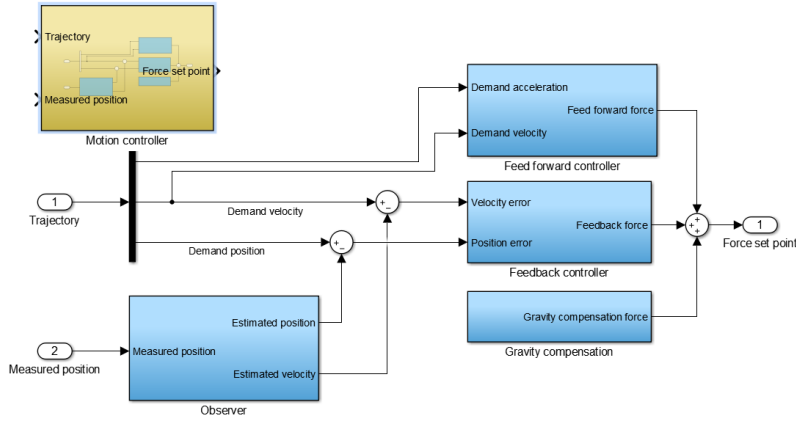 Trajectory
Force set point
Measured position
Motion controller
Demand acceleration
Feed forward force
Demand velocity
Feed forward controller
1
Trajectory
Demand velocity
+
−
Velocity error
Feedback force
+
+
+
1
Force set point
Demand position
+
−
Position error
Feedback controller
Estimated position
Gravity compensation force
2
Measured position
Measured position
Estimated velocity
Gravity compensation
Observer